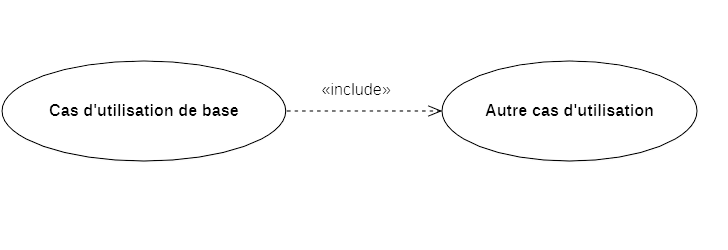 «include»
Cas d'utilisation de base
Autre cas d'utilisation